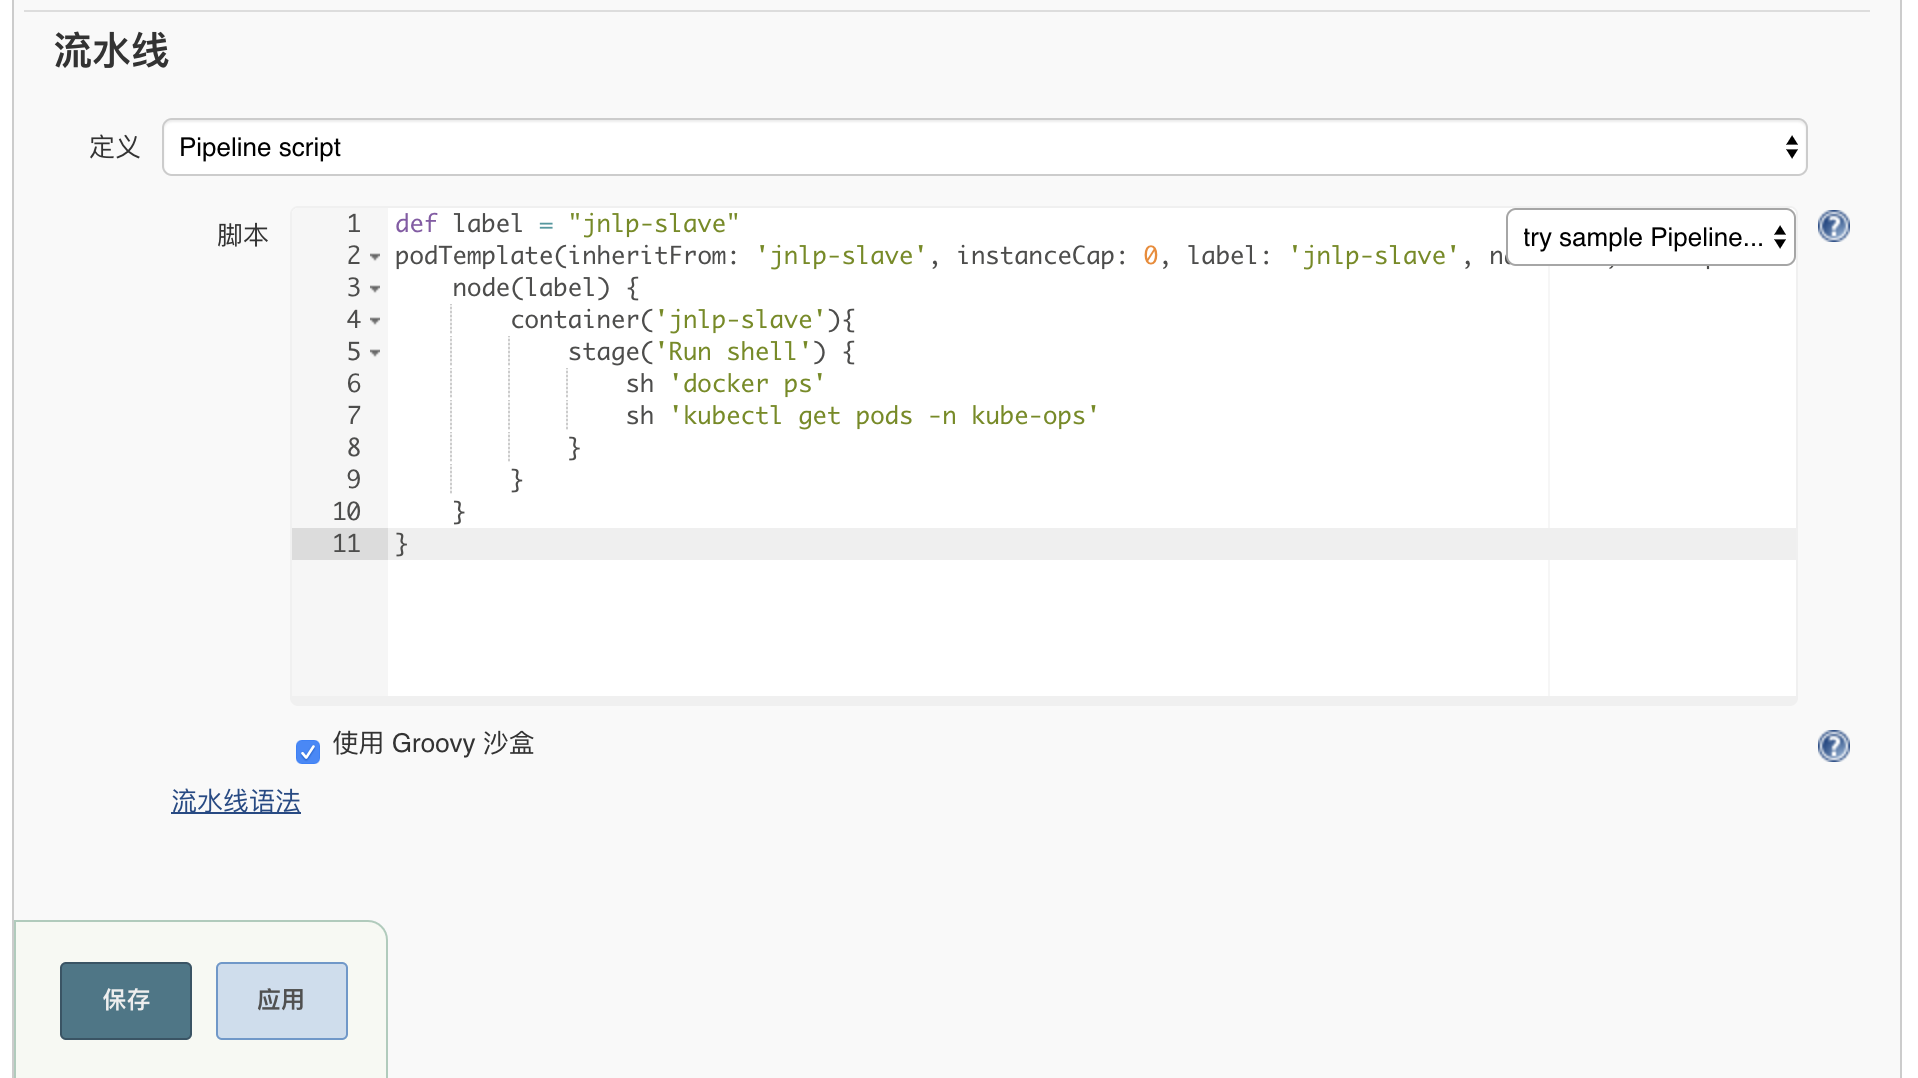 流水线
定义 Pipeline script
脚本
1 def label = "jnlp-slave"
try sample Pipeline...
2 podTemplate(inheritFrom: 'jnlp-slave', instanceCap: 0, label: 'jnlp-slave',
3 node(label) {
4 container('jnlp-slave'){
5 stage('Run shell') {
6 sh 'docker ps'
7 sh 'kubectl get pods -n kube-ops'
8 }
9 }
10 }
11 }
使用 Groovy 沙盒
流水线语法
保存 应用